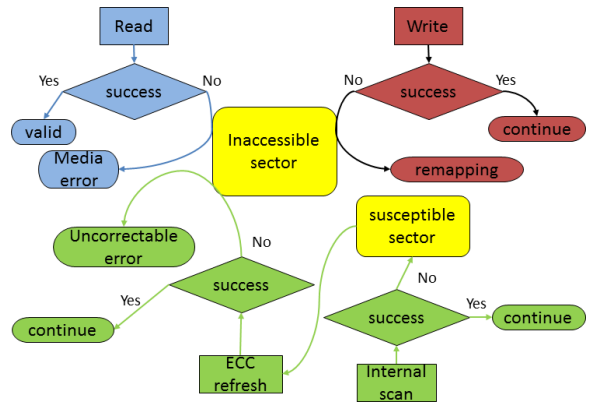 Read
Write
Yes
No
success
No
Yes
success
valid
continue
Media
error
Inaccessible
sector
remapping
Uncorrectable
error
susceptible
sector
No
success
No
Yes
success
Yes
continue
continue
ECC
refresh
Internal
scan